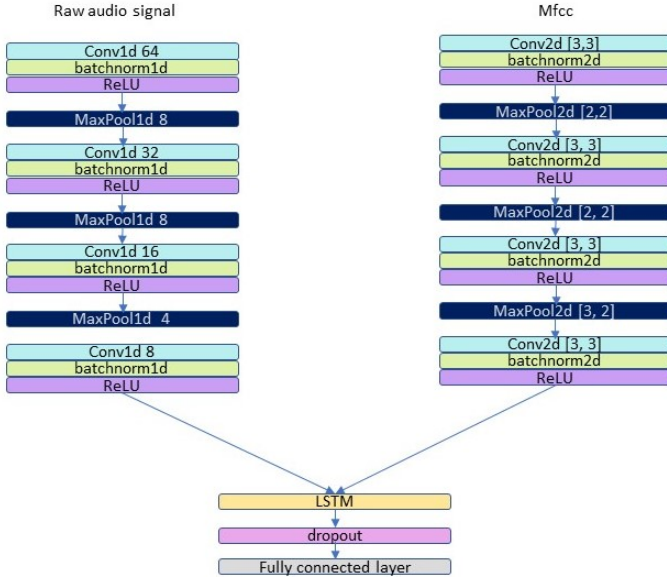 Raw audio signal
Conv1d 64
batchnorm1d
ReLU
MaxPool1d 8
Conv1d 32
batchnorm1d
ReLU
MaxPool1d 8
Conv1d 16
batchnorm1d
ReLU
MaxPool1d 4
Conv1d 8
batchnorm1d
ReLU
Mfcc
Conv2d [3,3]
batchnorm2d
ReLU
MaxPool2d [2,2]
Conv2d [3, 3]
batchnorm2d
ReLU
MaxPool2d [2, 2]
Conv2d [3, 3]
batchnorm2d
ReLU
MaxPool2d [3, 2]
Conv2d [3, 3]
batchnorm2d
ReLU
LSTM
dropout
Fully connected layer